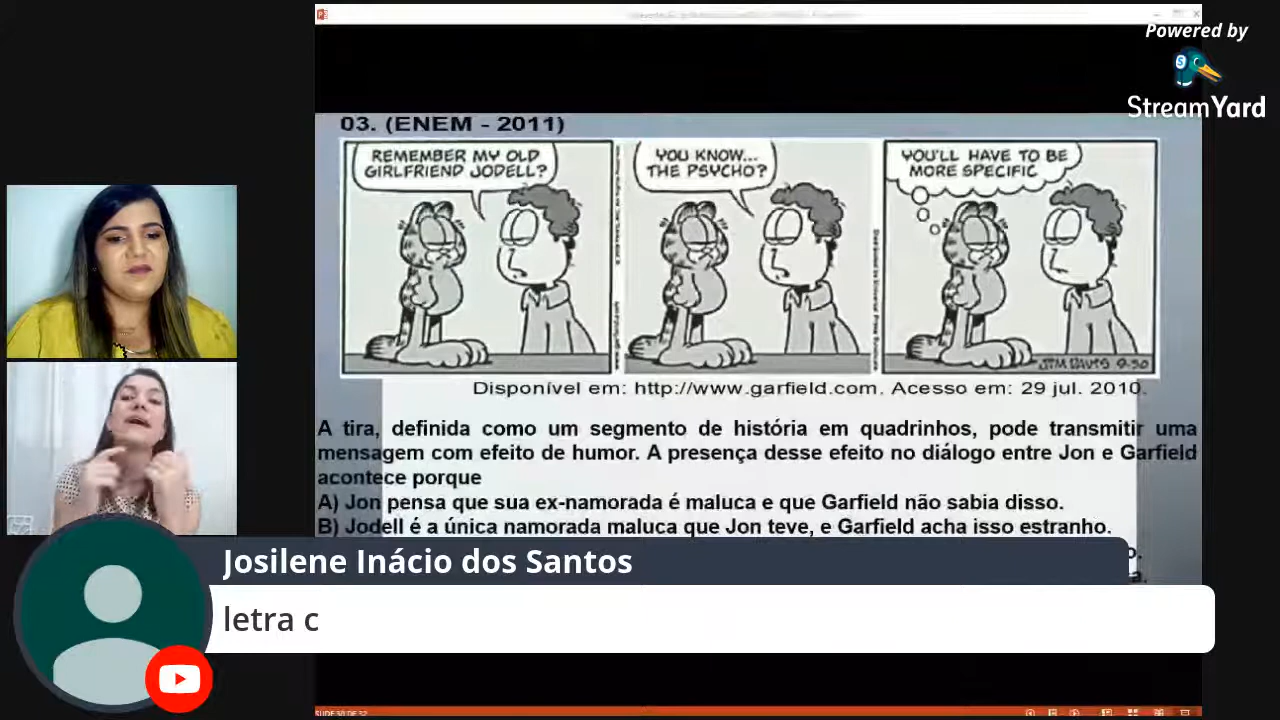 Powered by
StreamYard
03. (ENEM - 2011)
REMEMBER MY OLD
GIRLFRIEND JODELL?
YOU KNOW...
THE PSYCHO?
YOU'LL HAVE TO BE
MORE SPECIFIC
JIM DAVIS 9-30
Disponível em: http://www.garfield.com. Acesso em: 29 jul. 2010.
A tira, definida como um segmento de história em quadrinhos, pode transmitir uma
mensagem com efeito de humor. A presença desse efeito no diálogo entre Jon e Garfield
acontece porque
A) Jon pensa que sua ex-namorada é maluca e que Garfield não sabia disso.
B) Jodell é a única namorada maluca que Jon teve, e Garfield acha isso estranho.
o.
a.
Josilene Inácio dos Santos
letra c
SLIDE 30 DE 32